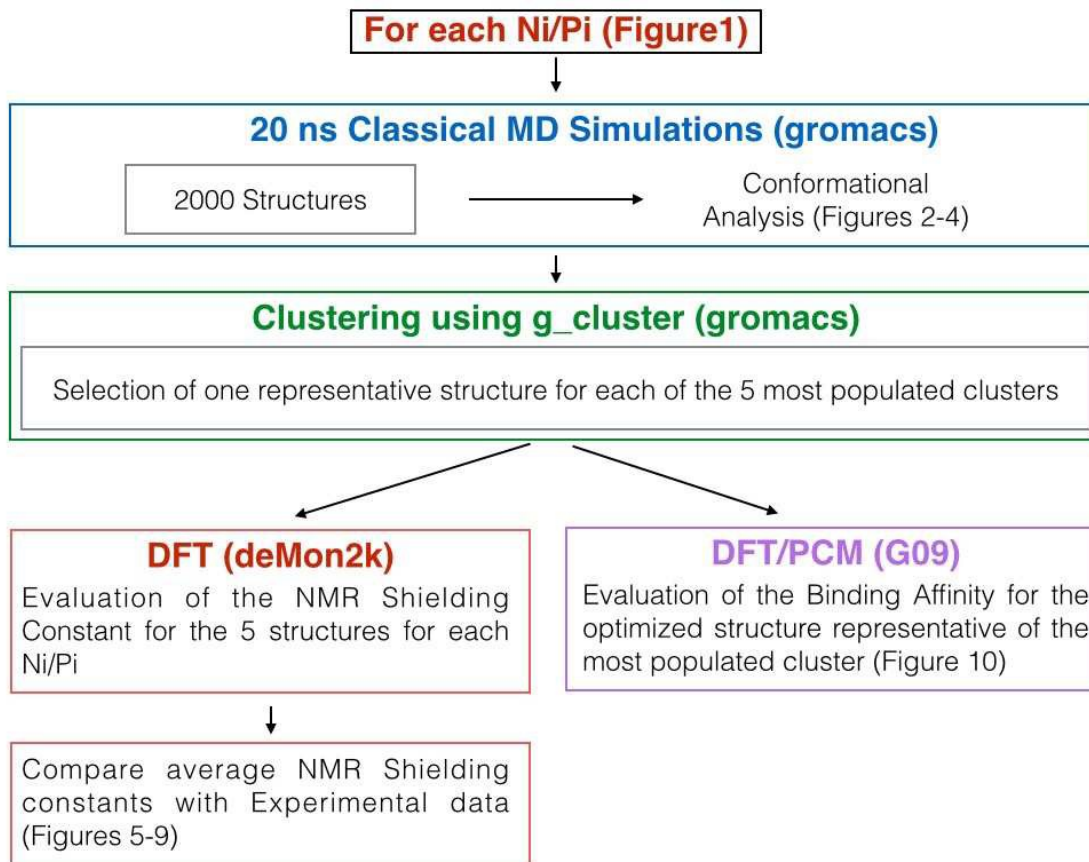 For each Ni/Pi (Figure1)
20 ns Classical MD Simulations (gromacs)
2000 Structures
Conformational
Analysis (Figures 2-4)
Clustering using g_cluster (gromacs)
Selection of one representative structure for each of the 5 most populated clusters
DFT (deMon2k)
Evaluation of the NMR Shielding
Constant for the 5 structures for each
Ni/Pi
DFT/PCM (G09)
Evaluation of the Binding Affinity for the
optimized structure representative of the
most populated cluster (Figure 10)
Compare average NMR Shielding
constants with Experimental data
(Figures 5-9)